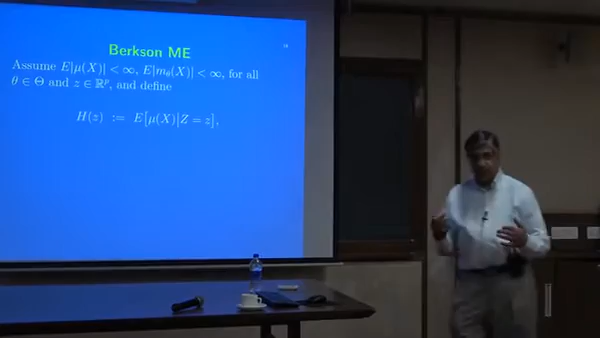 Berkson ME
Assume E|μ(X)| < ∞, E|m_θ(X)| < ∞, for all
θ ∈ Θ and z ∈ ℝ^p, and define
H(z) := E[μ(X)|Z = z],